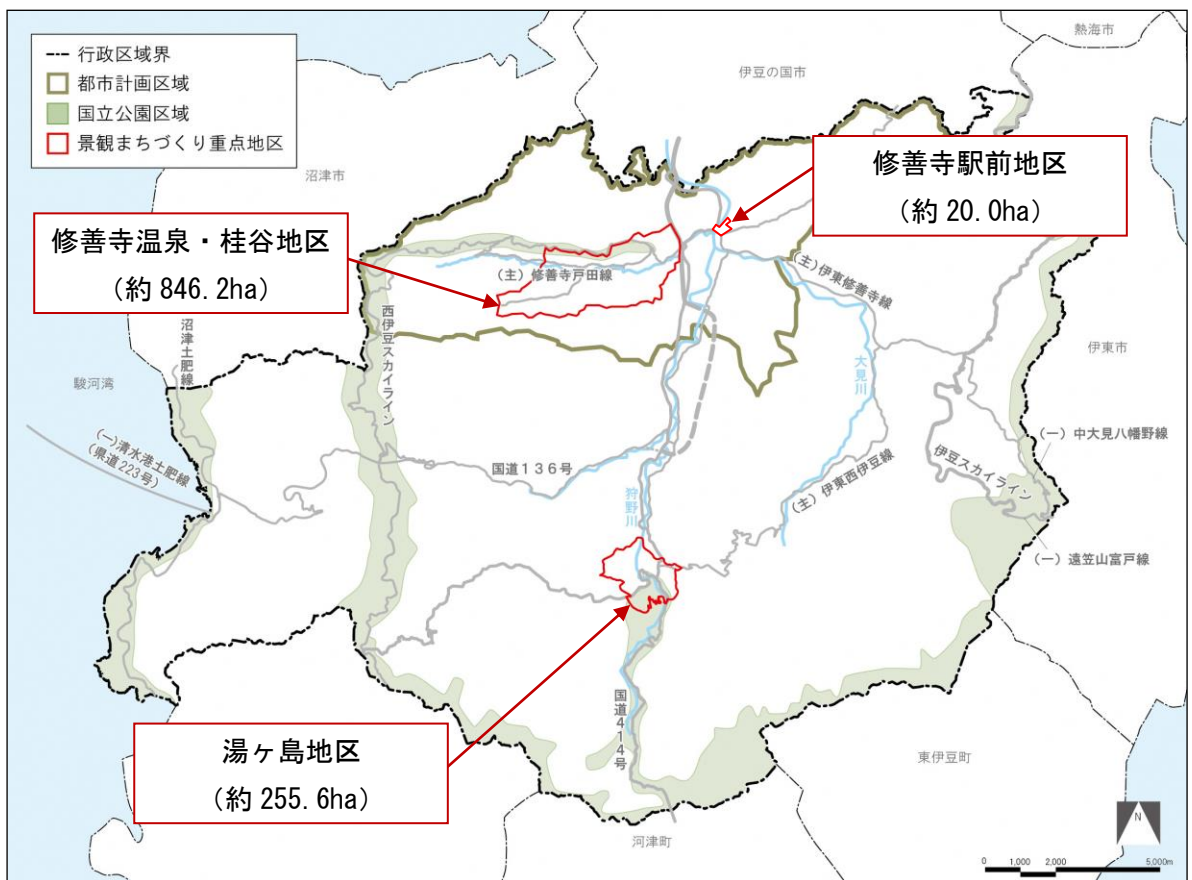 行政区域界
都市計画区域
国立公園区域
景観まちづくり重点地区
熱海市
伊豆の国市
沼津市
修善寺駅前地区
（約 20.0ha）
修善寺温泉・桂谷地区
（約 846.2ha）
（主）修善寺戸田線
（主）伊東修善寺線
沼津土肥線
西伊豆スカイライン
大見川
伊東市
駿河湾
（一）清水港土肥線
（県道223号）
国道136号
狩野川
（主）伊東西伊豆線
伊豆スカイライン
（一）中大見八幡野線
（一）遠笠山富戸線
湯ヶ島地区
（約 255.6ha）
国道414号
東伊豆町
河津町
N
0 1,000 2,000 5,000m